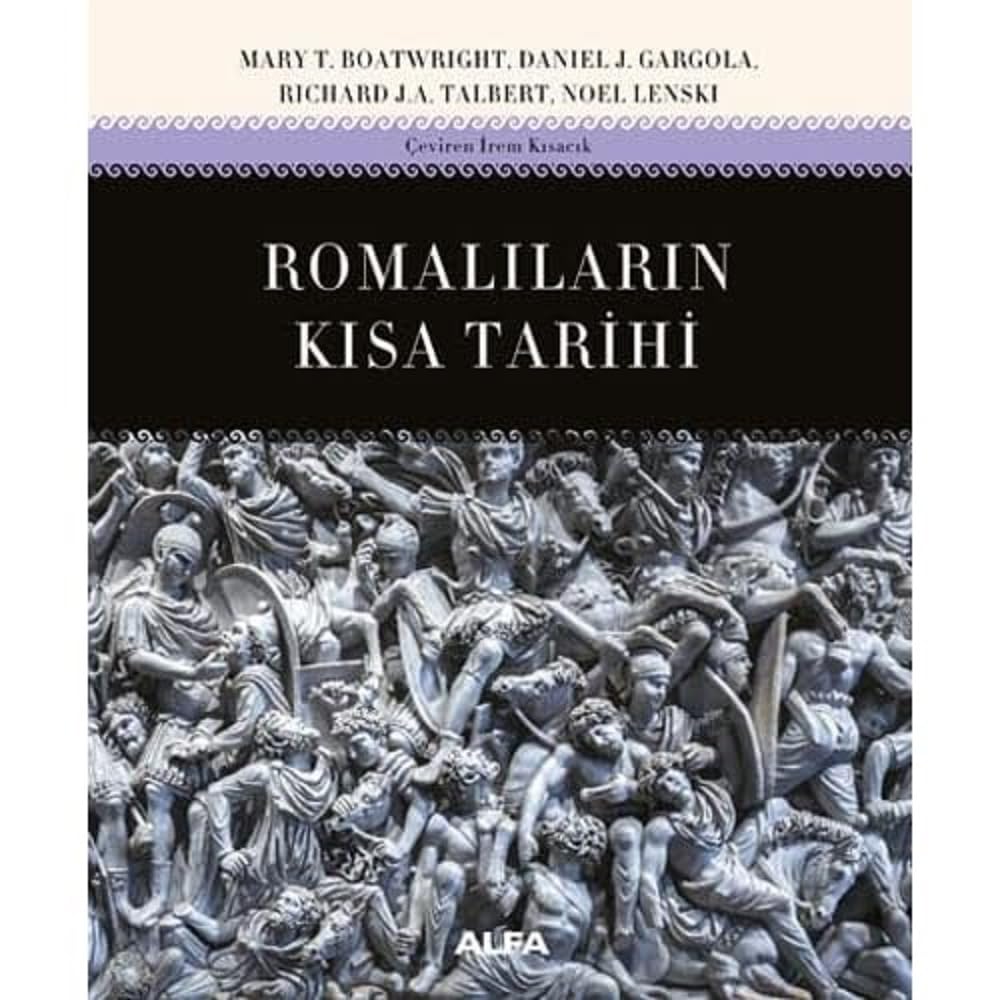 MARY T. BOATWRIGHT, DANIEL J. GARGOLA,
RICHARD J.A. TALBERT, NOEL LENSKI
Çeviren İrem Kısacık
ROMALILARIN
KISA TARİHİ
ALFA